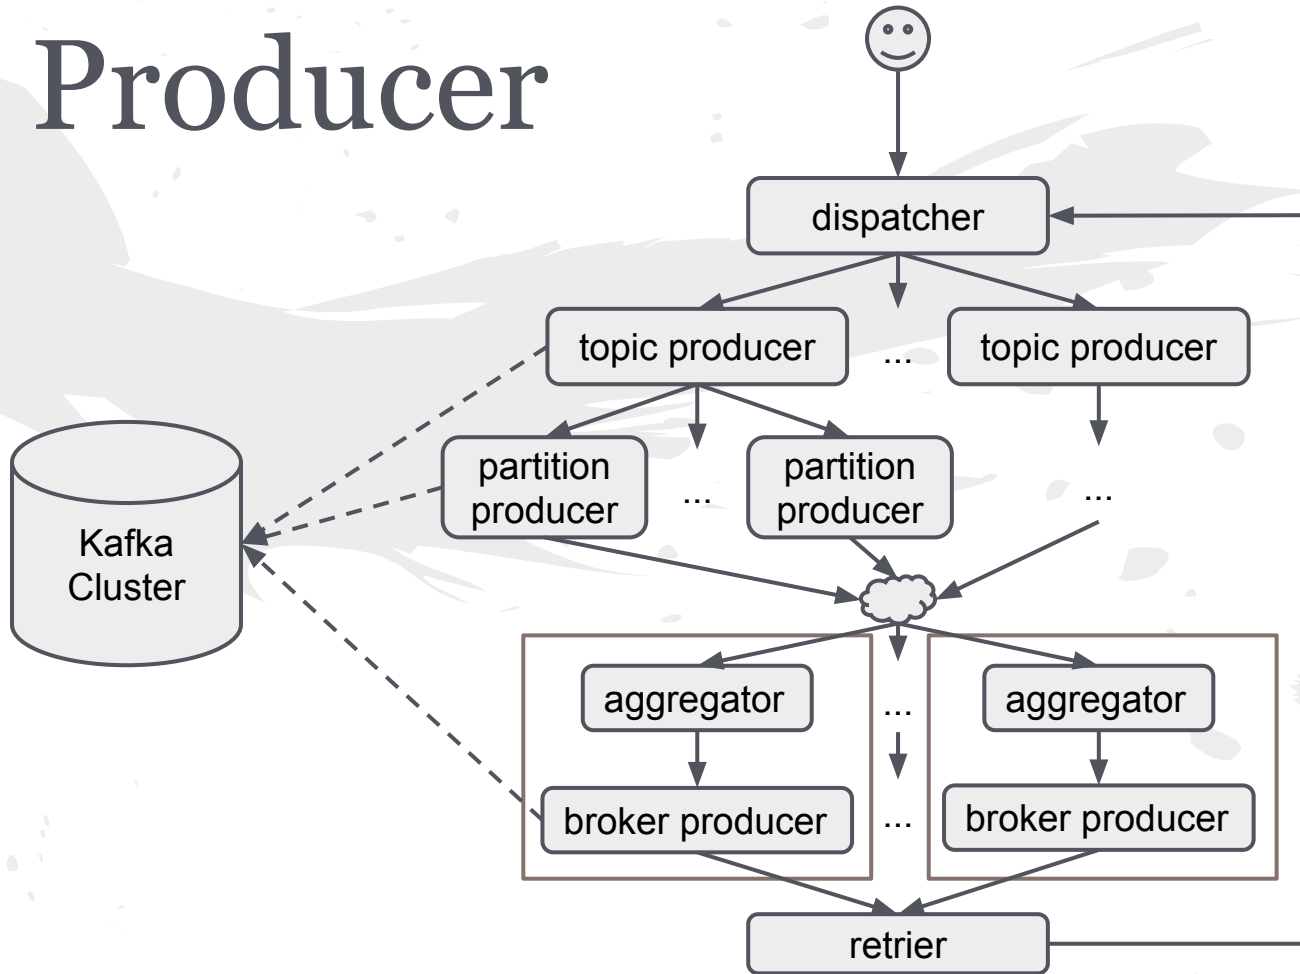 Producer
dispatcher
topic producer
...
topic producer
partition
producer
...
partition
producer
...
Kafka
Cluster
aggregator
...
aggregator
broker producer
...
broker producer
retrier